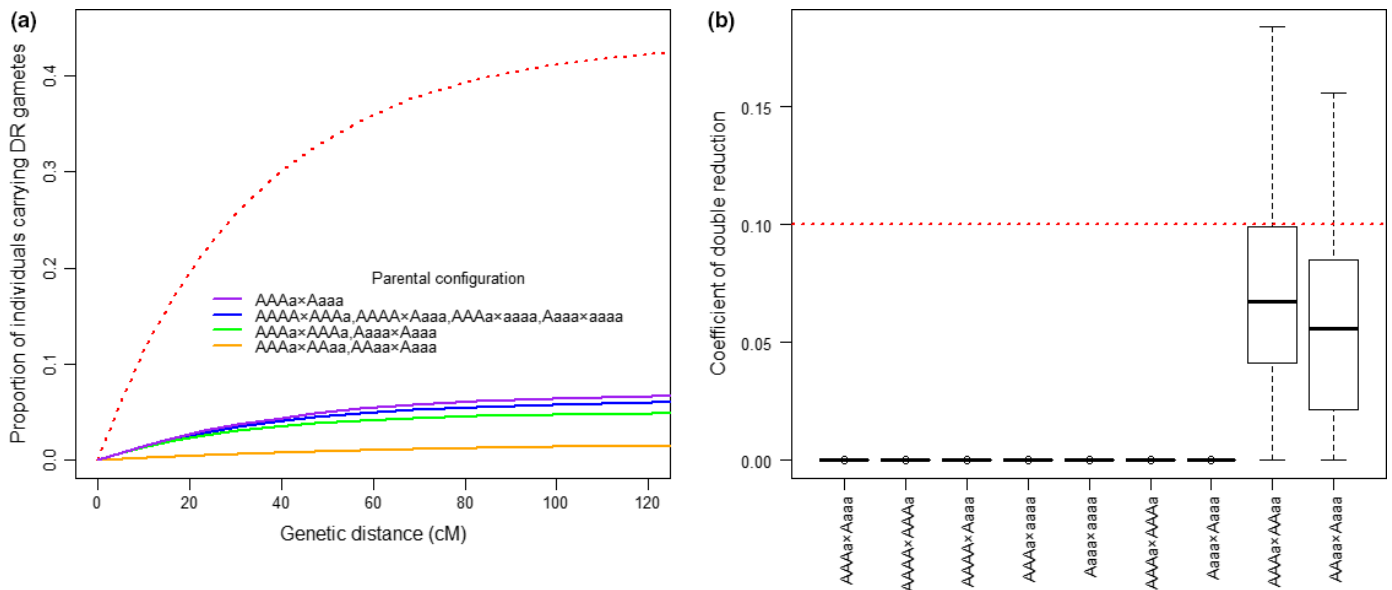 (a)
Proportion of individuals carrying DR gametes
0.0
0.1
0.2
0.3
0.4
Parental configuration
AAAa×Aaaa
AAAA×AAAa,AAAA×Aaaa,AAAa×aaaa,Aaaa×aaaa
AAAa×AAAa,Aaaa×Aaaa
AAAa×AAaa,AAaa×Aaaa
0 20 40 60 80 100 120
Genetic distance (cM)
(b)
Coefficient of double reduction
0.15
0.10
0.05
0.00
AAAa×Aaaa
AAAA×AAAa
AAAA×Aaaa
AAAa×aaaa
Aaaa×aaaa
AAAa×AAAa
Aaaa×Aaaa
AAAa×AAaa
AAaa×Aaaa